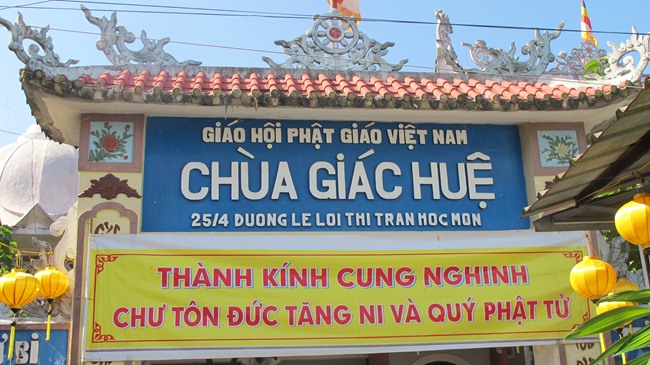 GIÁO HỘI PHẬT GIÁO VIỆT NAM
CHÙA GIÁC HUỆ
25/4 DUONG LE LOI THI TRAN HOC MON
THÀNH KÍNH CUNG NGHINH
CHƯ TÔN ĐỨC TĂNG NI VÀ QUÝ PHẬT TỬ
BI